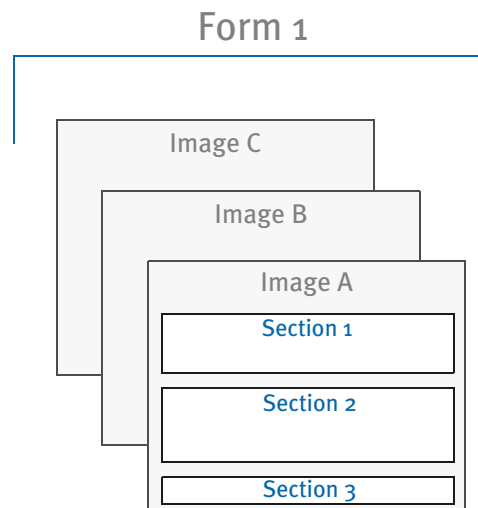 Form 1
Image C
Image B
Image A
Section 1
Section 2
Section 3